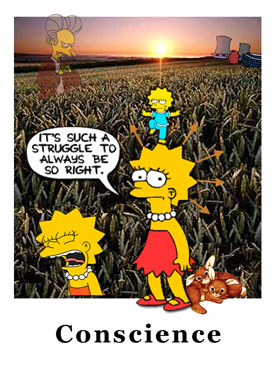 IT'S SUCH A
STRUGGLE TO
ALWAYS BE
SO RIGHT.
Conscience